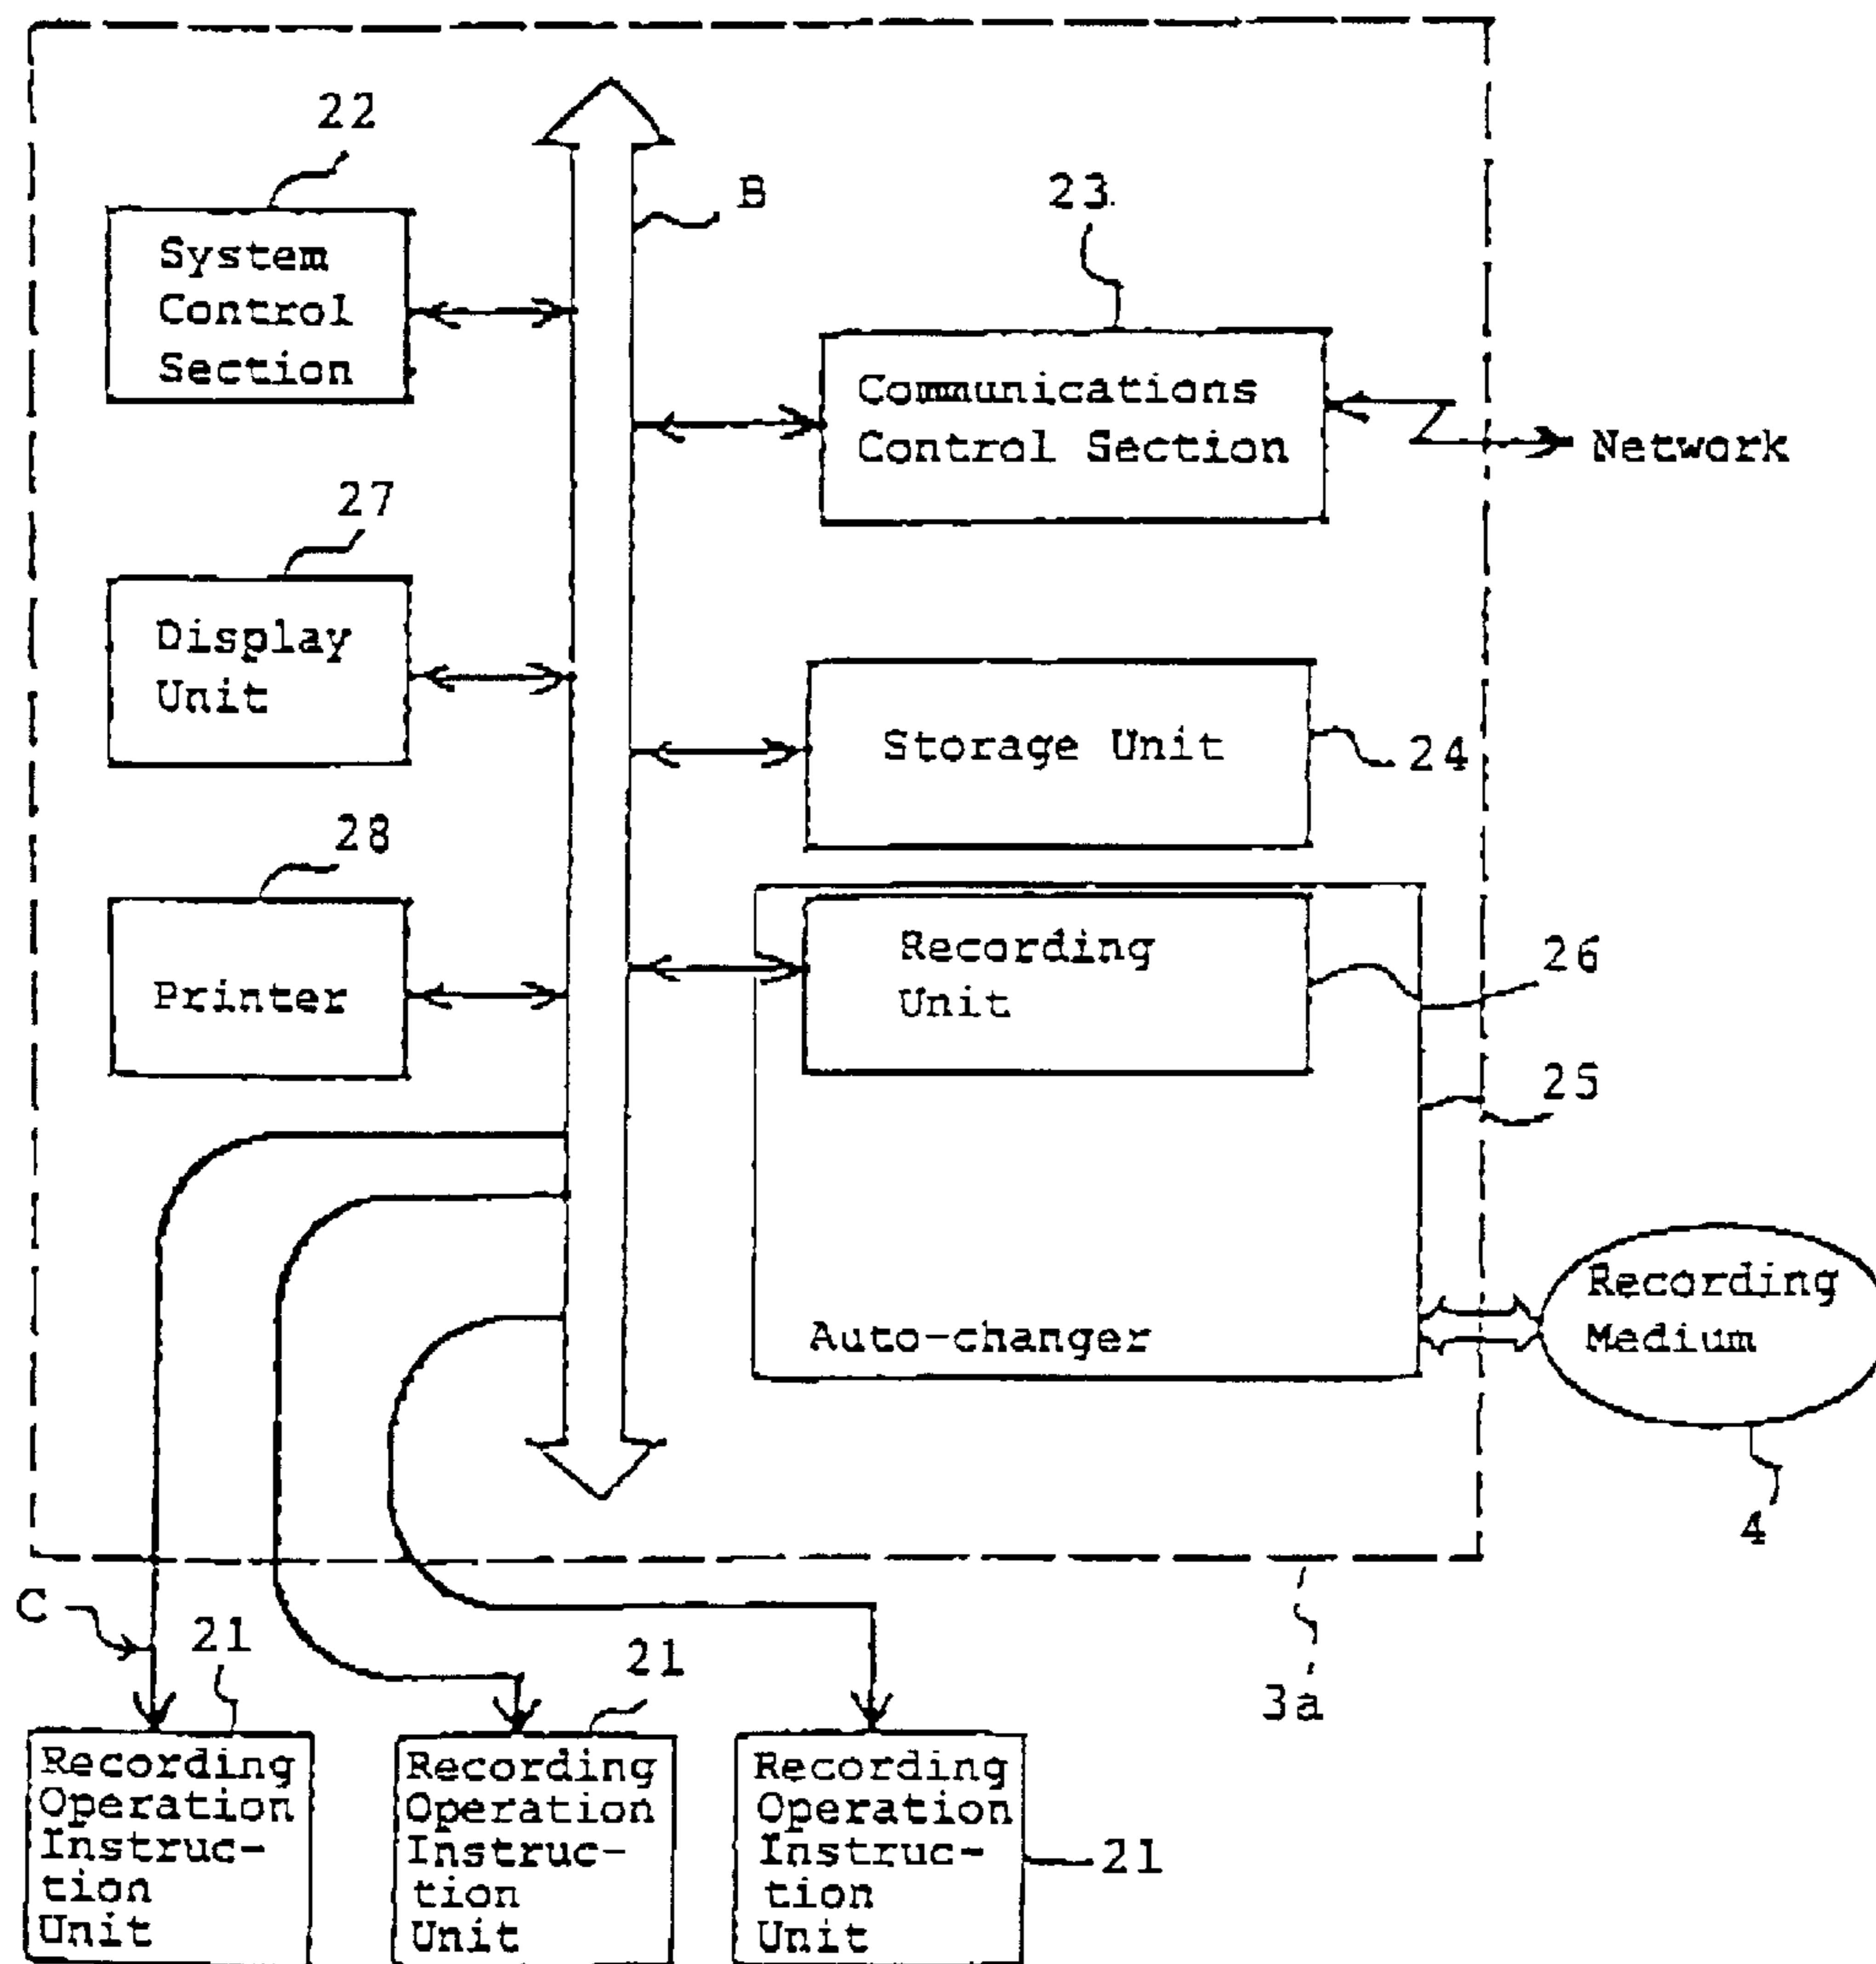 22
B
23
System
Control
Section
Communications
Control Section
Network
27
Display
Unit
Storage Unit
24
28
Printer
Recording
Unit
26
25
Auto-changer
Recording
Medium
4
C
21
21
3a
Recording
Operation
Instruc-
tion
Unit
Recording
Operation
Instruc-
tion
Unit
Recording
Operation
Instruc-
tion
Unit
21